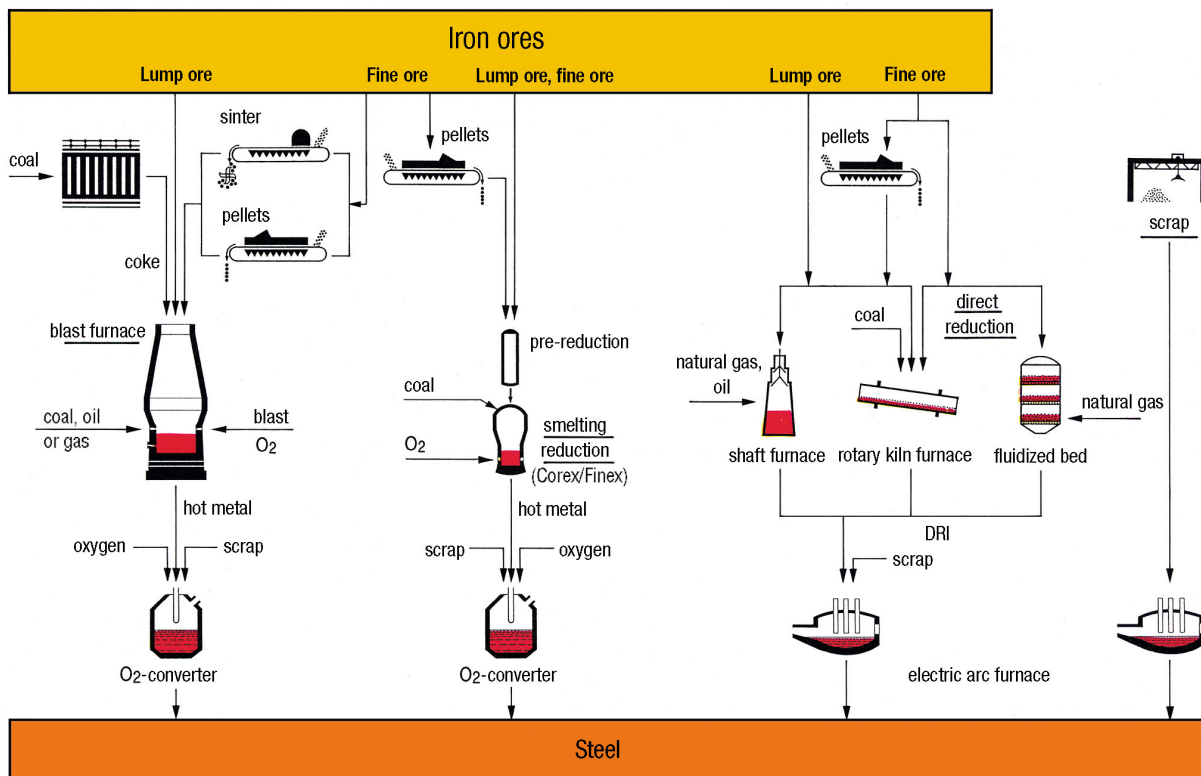 Iron ores
Lump ore
Fine ore
Lump ore, fine ore
Lump ore
Fine ore
sinter
pellets
pellets
coal
pellets
scrap
coke
blast furnace
pre-reduction
coal
direct
reduction
natural gas,
oil
coal
natural gas
coal, oil
or gas
blast
O2
O2
smelting
reduction
(Corex/Finex)
shaft furnace
rotary kiln furnace
fluidized bed
hot metal
hot metal
DRI
oxygen
scrap
scrap
oxygen
scrap
O2-converter
O2-converter
electric arc furnace
Steel